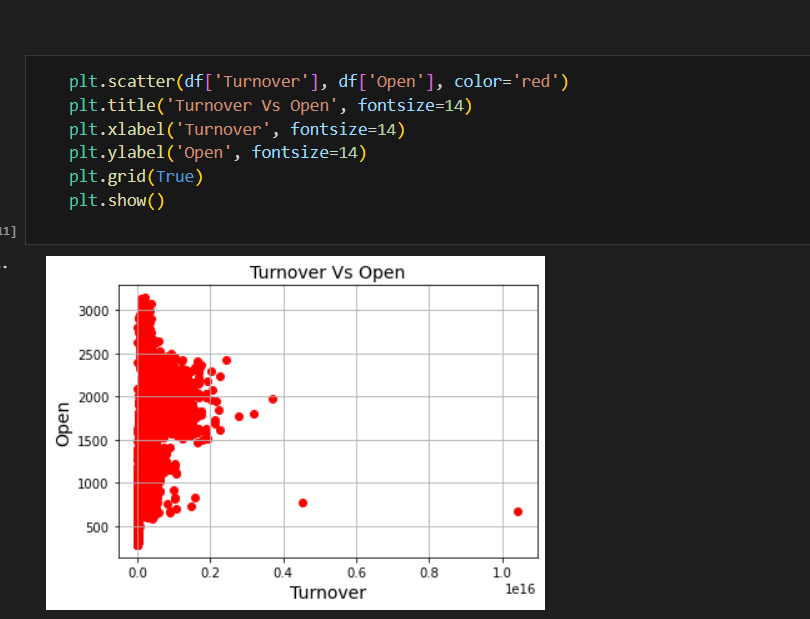 plt.scatter(df['Turnover'], df['Open'], color='red')
plt.title('Turnover Vs Open', fontsize=14)
plt.xlabel('Turnover', fontsize=14)
plt.ylabel('Open', fontsize=14)
plt.grid(True)
plt.show()
11]
..
Turnover Vs Open
3000
2500
2000
1500
1000
500
Open
0.0 0.2 0.4 0.6 0.8 1.0
1e16
Turnover